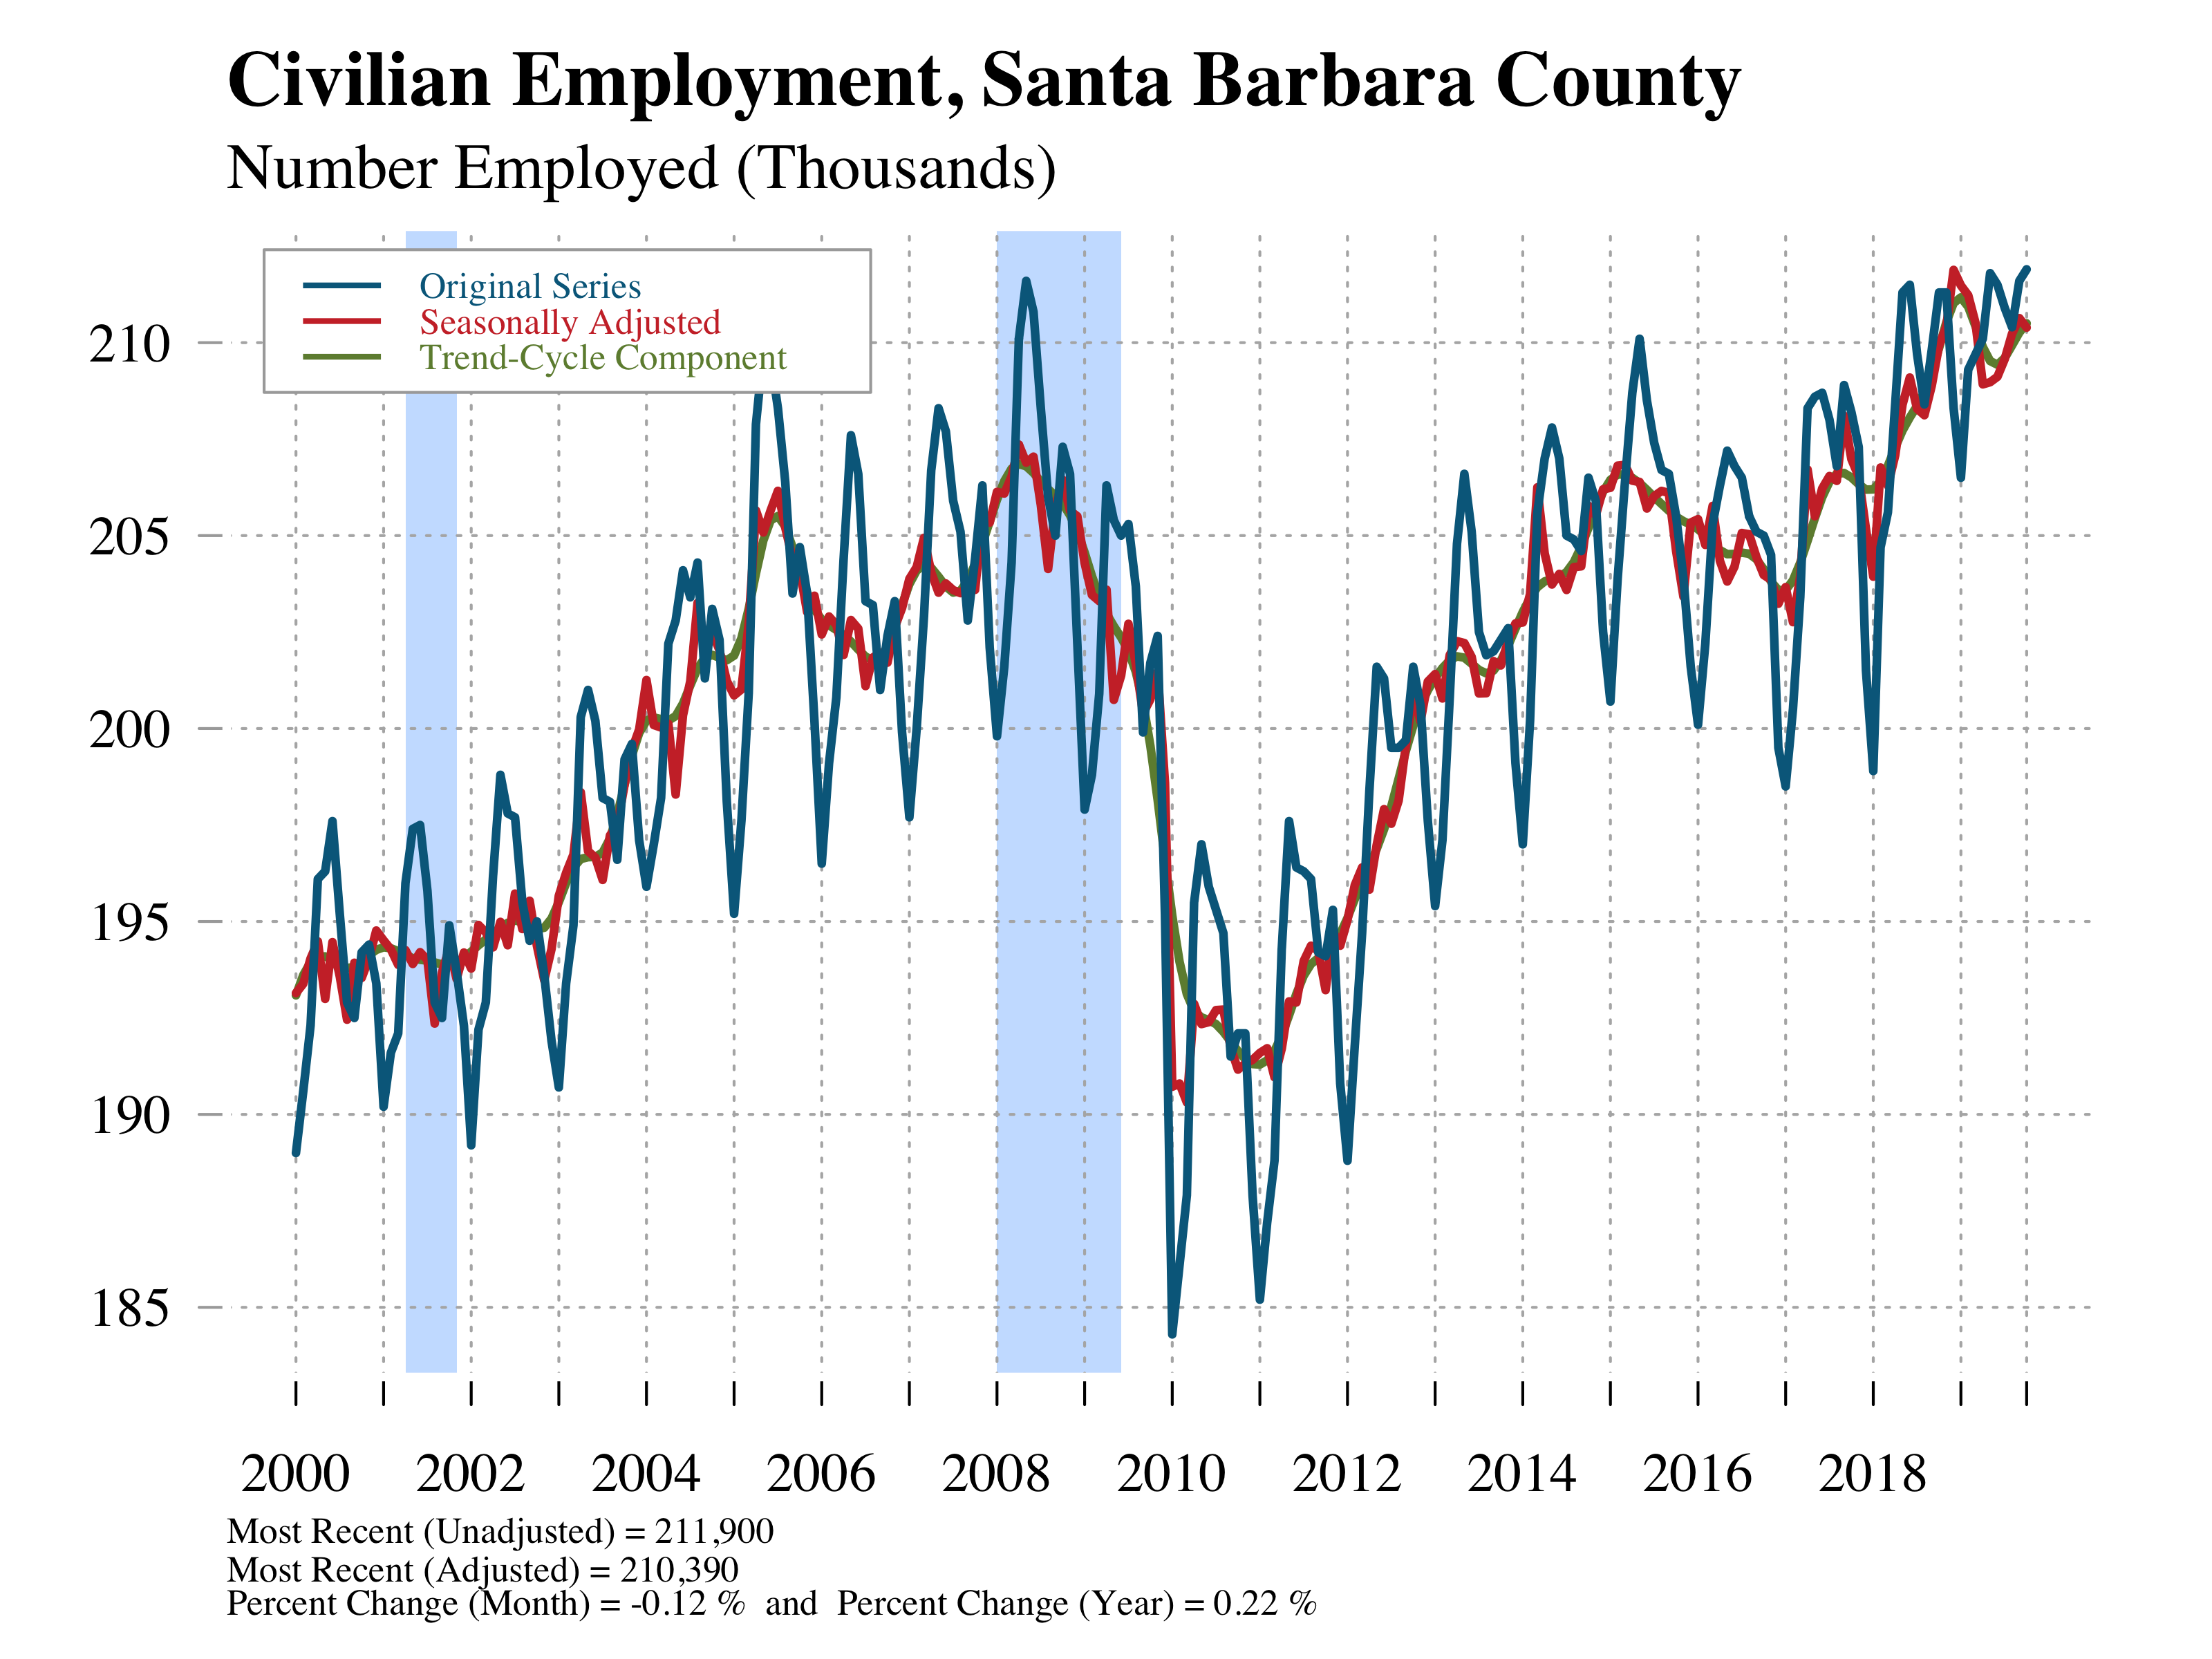 Civilian Employment, Santa Barbara County
Number Employed (Thousands)
Original Series
Seasonally Adjusted
Trend-Cycle Component
210
205
200
195
190
185
2000 2002 2004 2006 2008 2010 2012 2014 2016 2018
Most Recent (Unadjusted) = 211,900
Most Recent (Adjusted) = 210,390
Percent Change (Month) = -0.12 % and Percent Change (Year) = 0.22 %